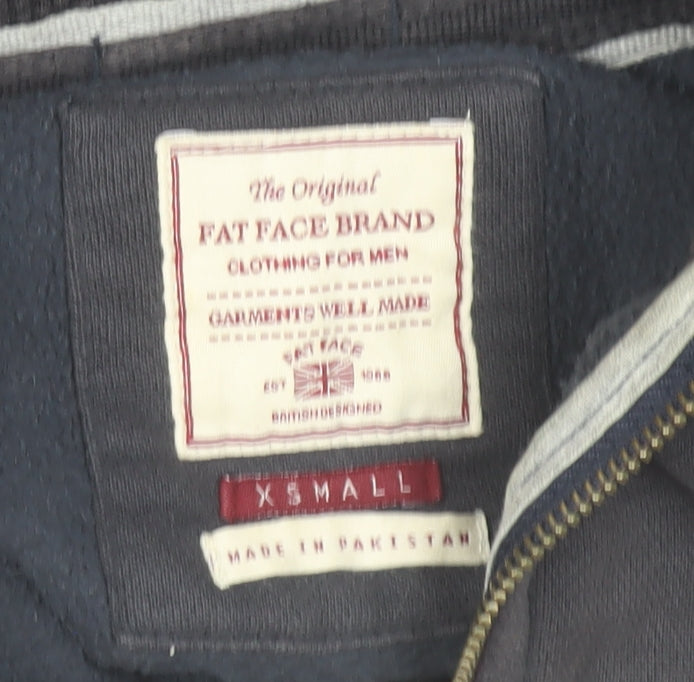 The Original
FAT FACE BRAND
CLOTHING FOR MEN
GARMENTS WELL MADE
FAT FACE
EST 1988
BRITISH DESIGNED
XSMALL
MADE IN PAKISTAN